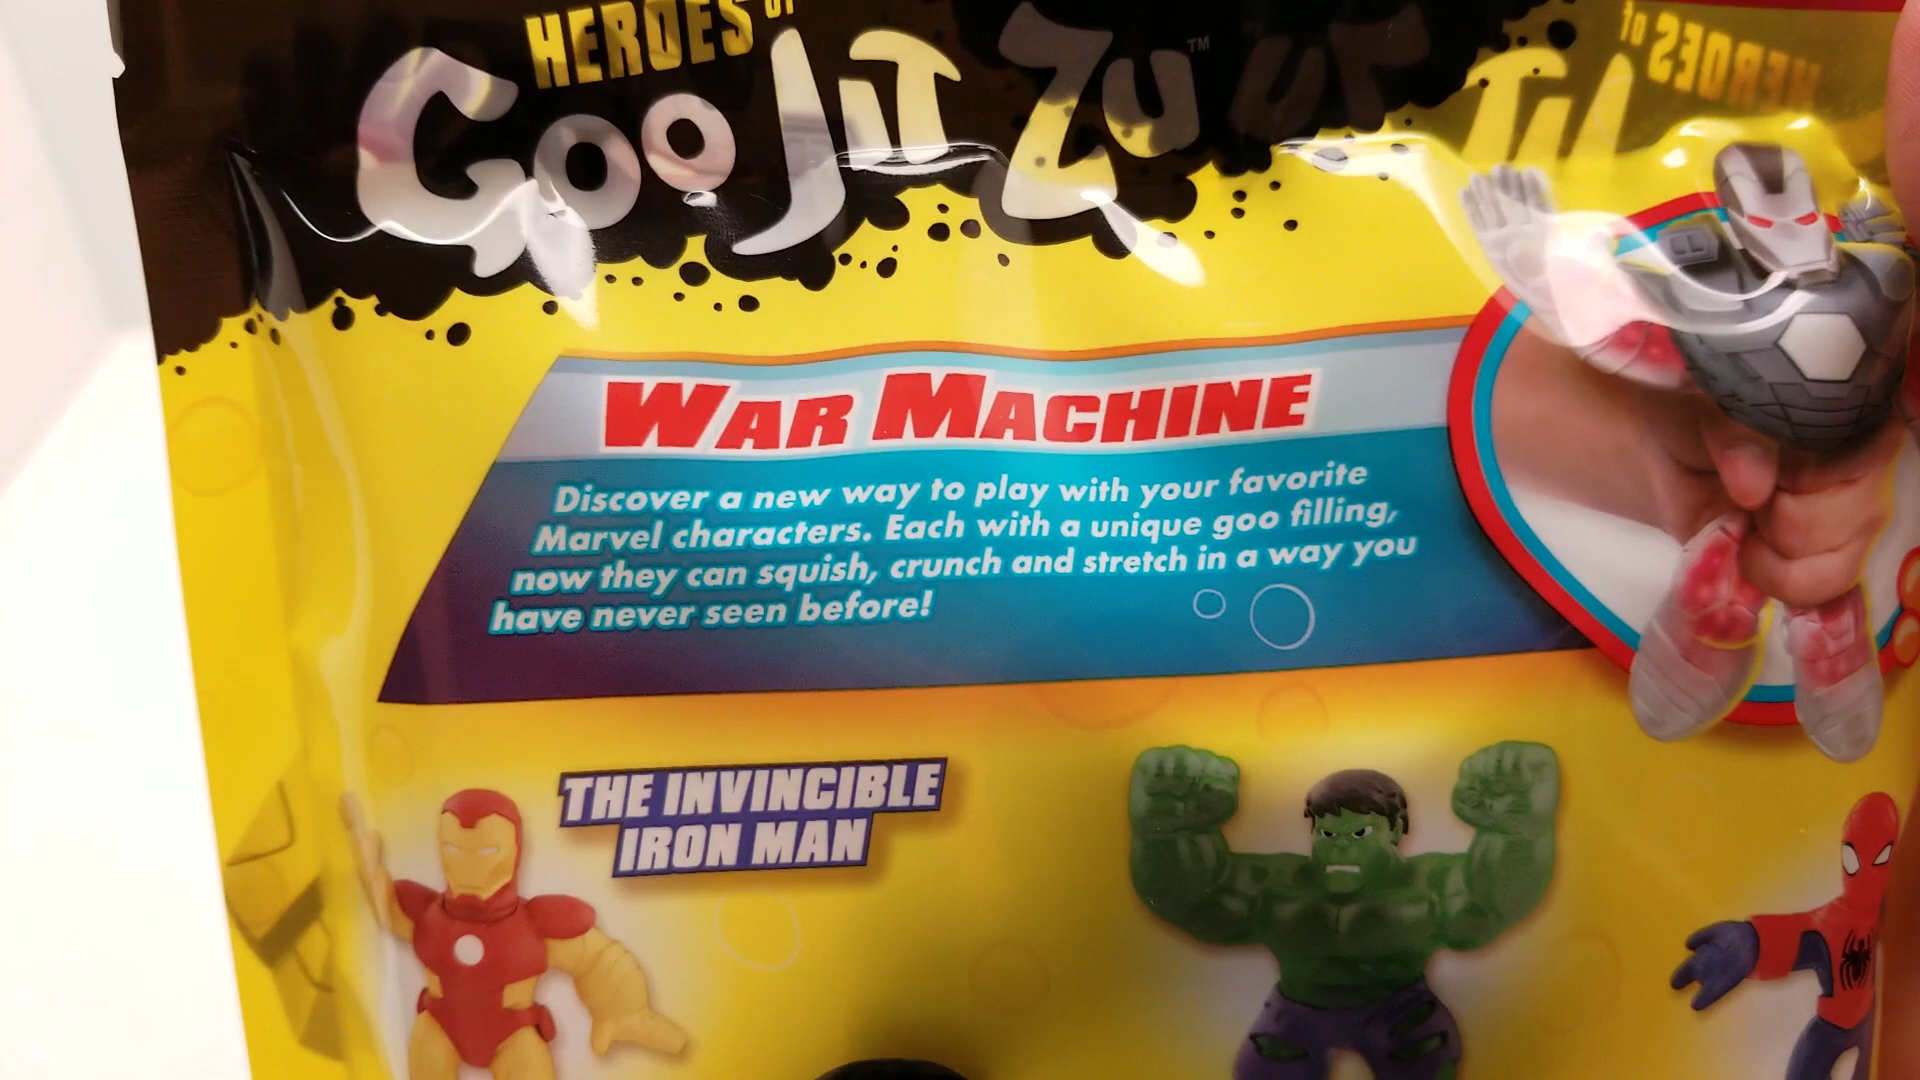 HEROES of
GOO JIT ZU™
WAR MACHINE
Discover a new way to play with your favorite
Marvel characters. Each with a unique goo filling,
now they can squish, crunch and stretch in a way you
have never seen before!
THE INVINCIBLE
IRON MAN